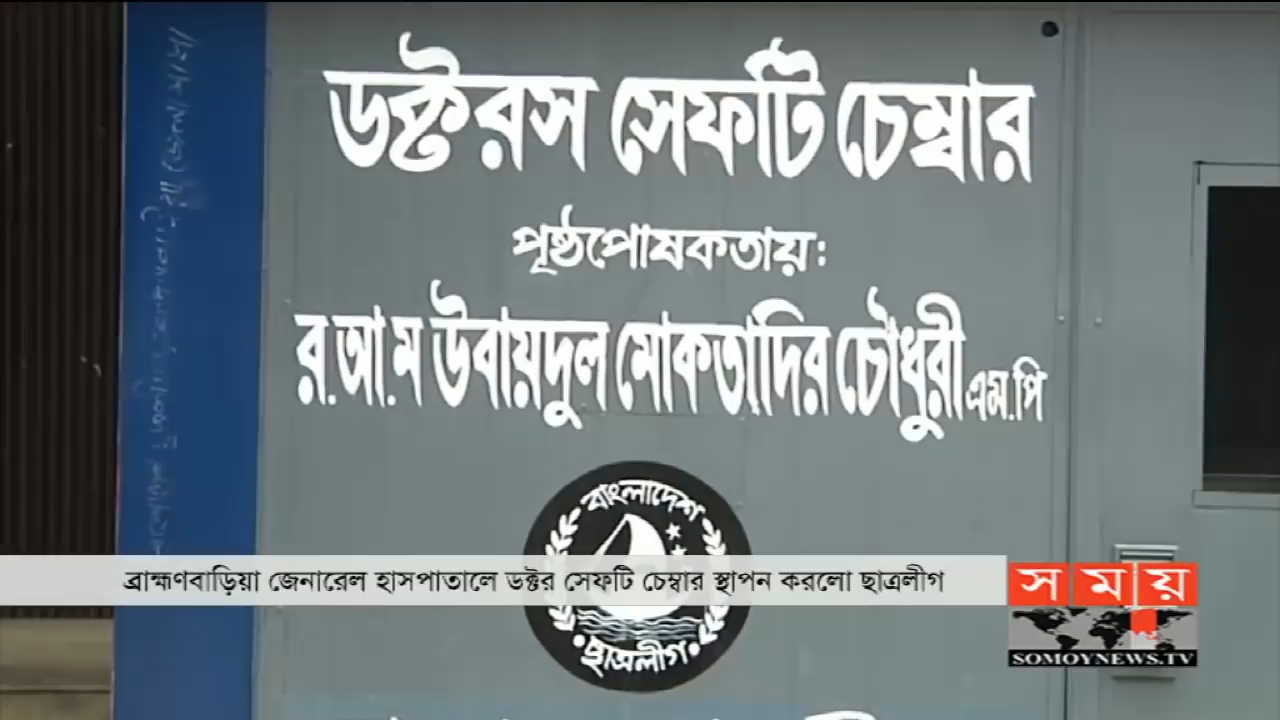 ডক্টরস সেফটি চেম্বার
পৃষ্ঠপোষকতায়:
র.আ.ম উবায়দুল মোকতাদির চৌধুরী এম.পি
বাংলাদেশ
ব্রাহ্মণবাড়িয়া জেনারেল হাসপাতালে ডক্টর সেফটি চেম্বার স্থাপন করলো ছাত্রলীগ
ছাত্রলীগ
সময়
SOMOYNEWS.TV